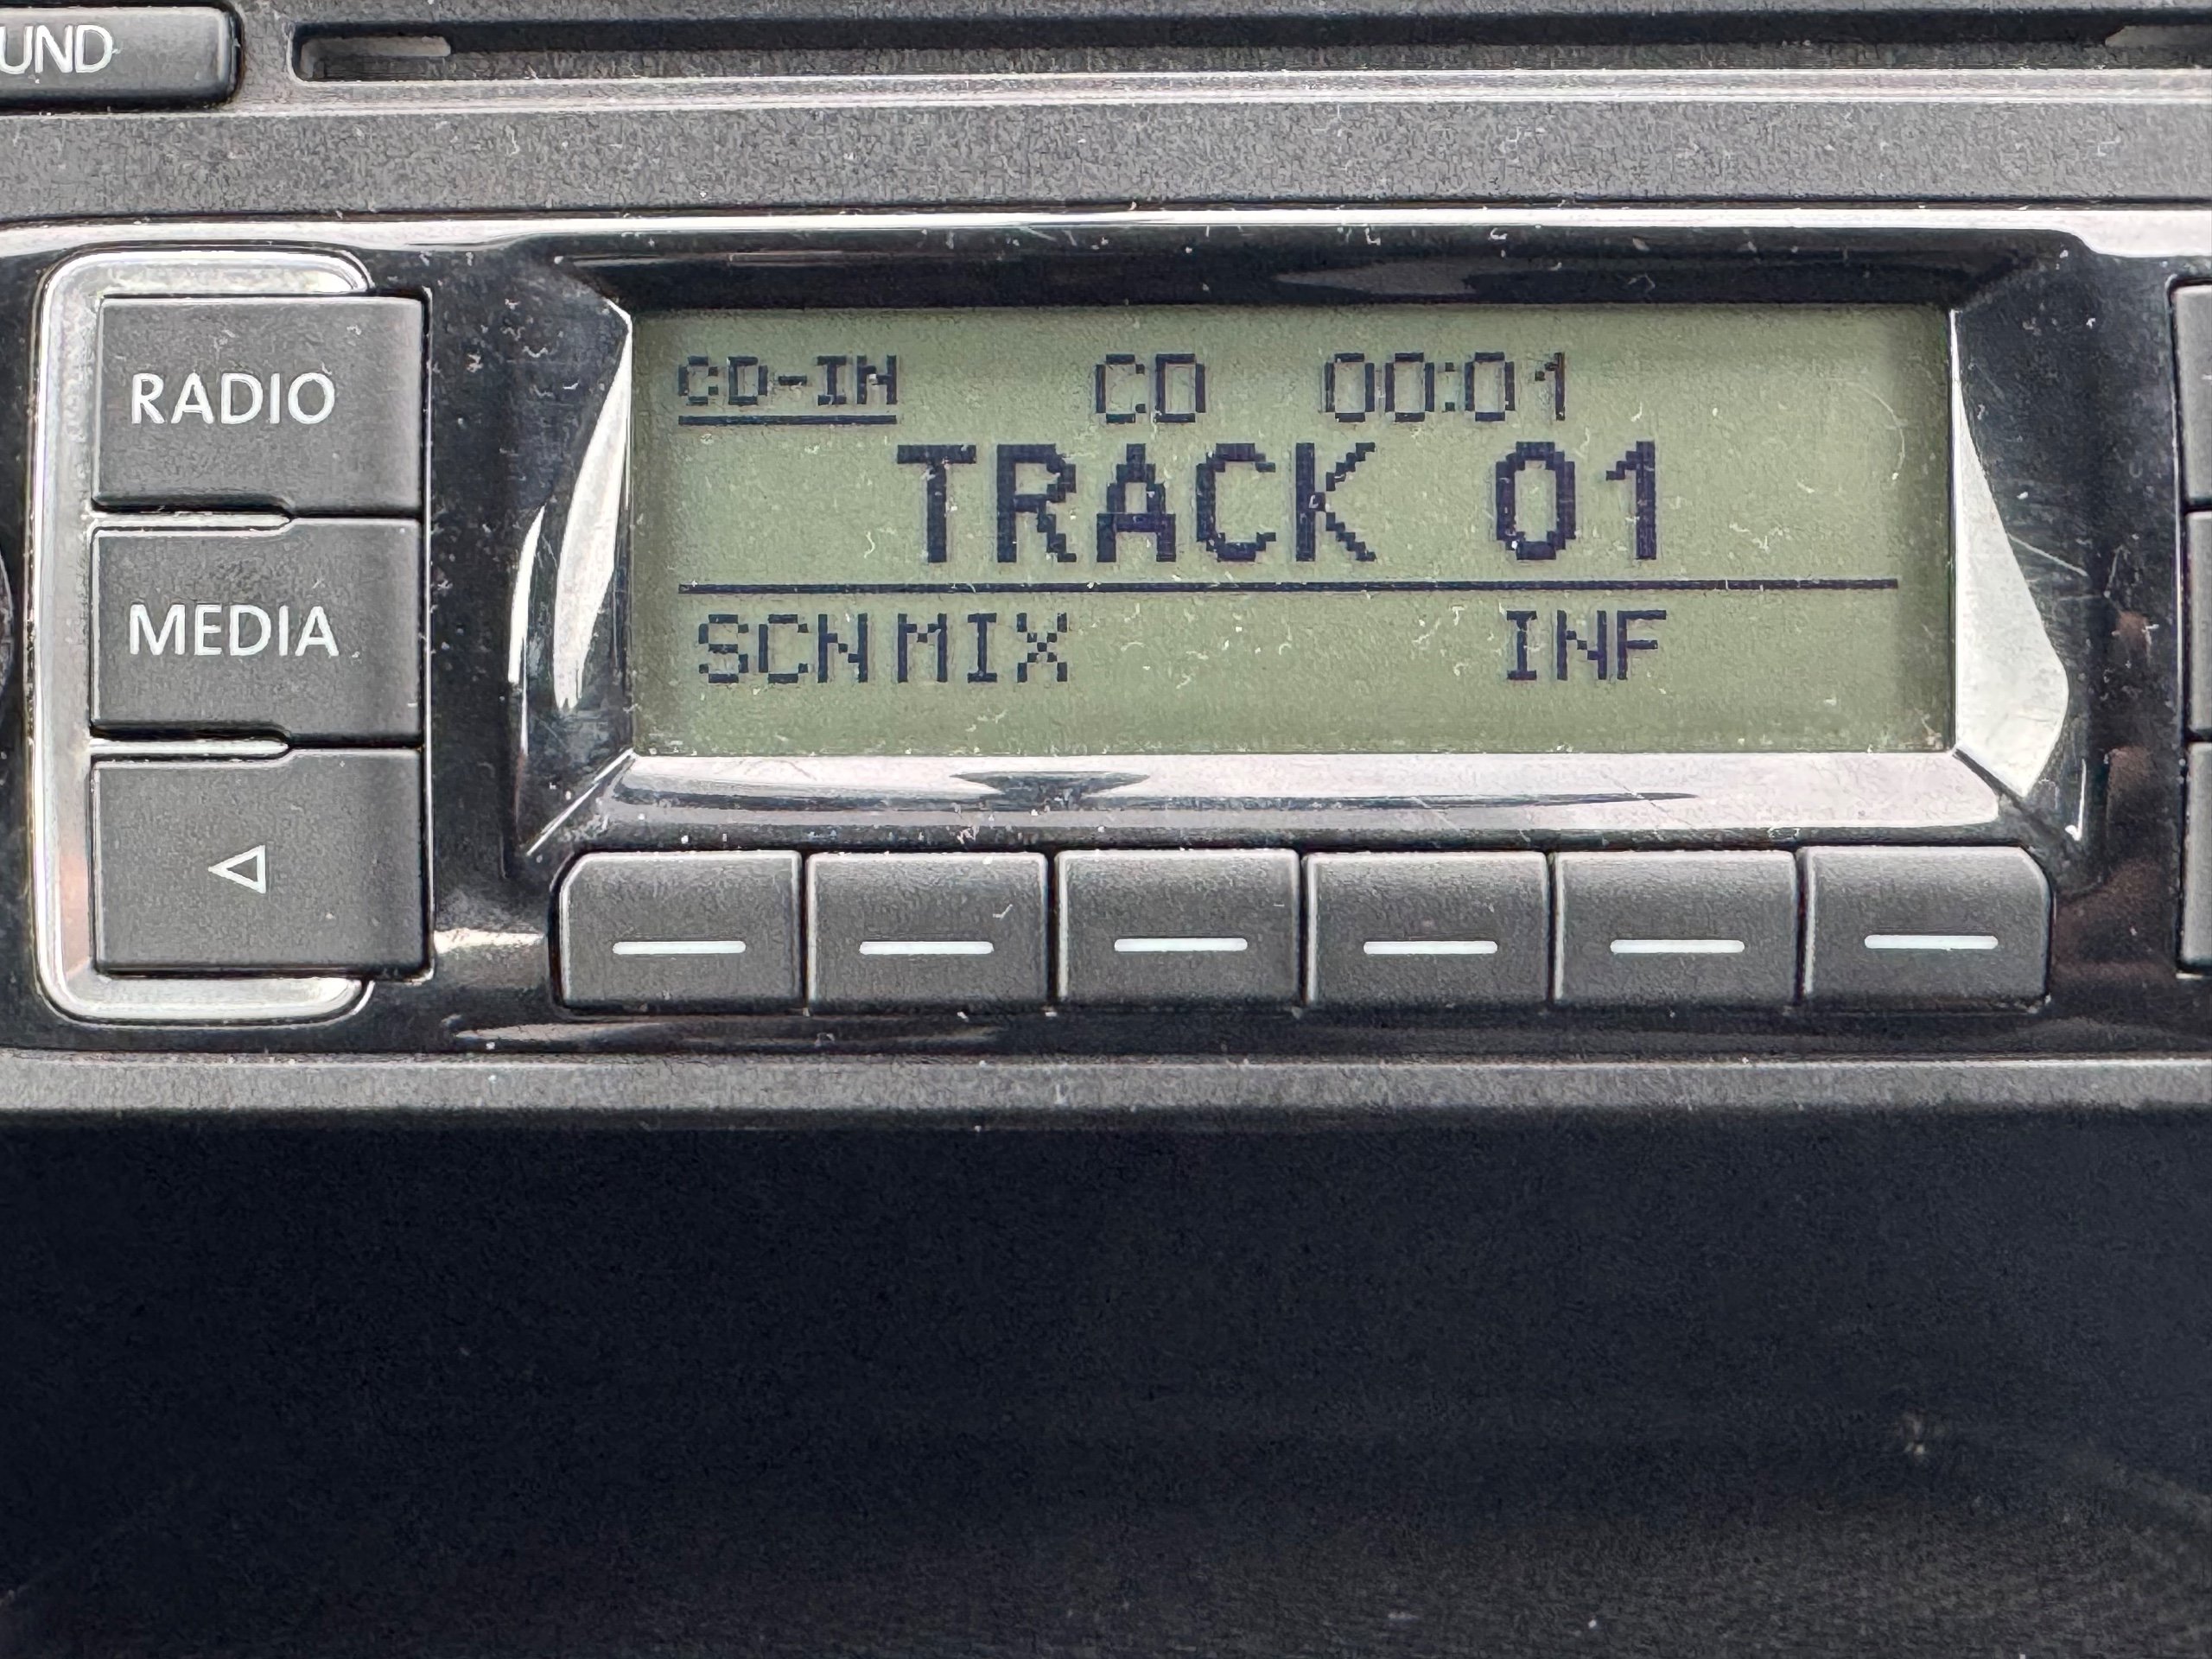 UND
RADIO
MEDIA
CD-IN CD 00:01
TRACK 01
SCN MIX INF